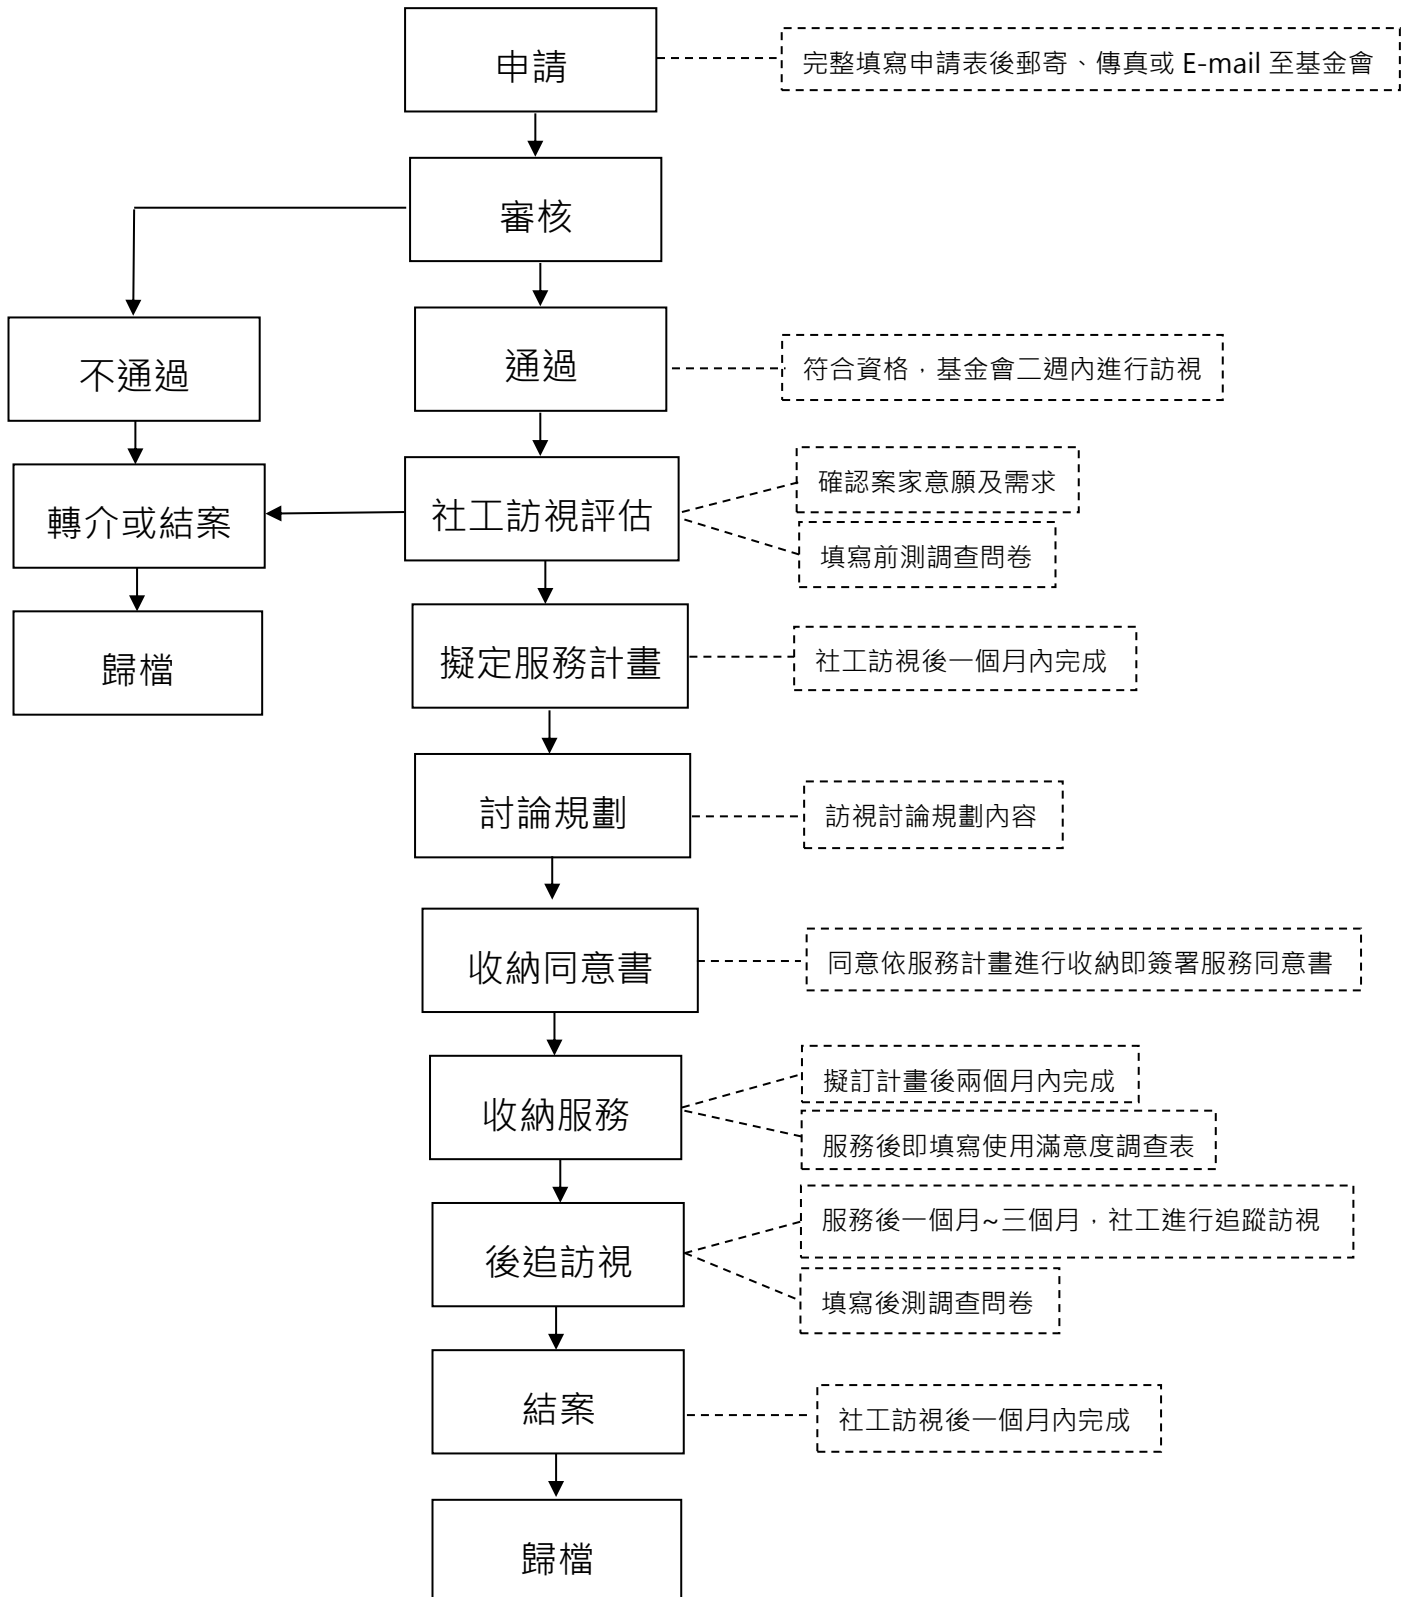 申請
完整填寫申請表後郵寄、傳真或 E-mail 至基金會
審核
不通過
通過
符合資格，基金會二週內進行訪視
轉介或結案
社工訪視評估
確認案家意願及需求
填寫前測調查問卷
歸檔
擬定服務計畫
社工訪視後一個月內完成
討論規劃
訪視討論規劃內容
收納同意書
同意依服務計畫進行收納即簽署服務同意書
收納服務
擬訂計畫後兩個月內完成
服務後即填寫使用滿意度調查表
後追訪視
服務後一個月~三個月，社工進行追蹤訪視
填寫後測調查問卷
結案
社工訪視後一個月內完成
歸檔